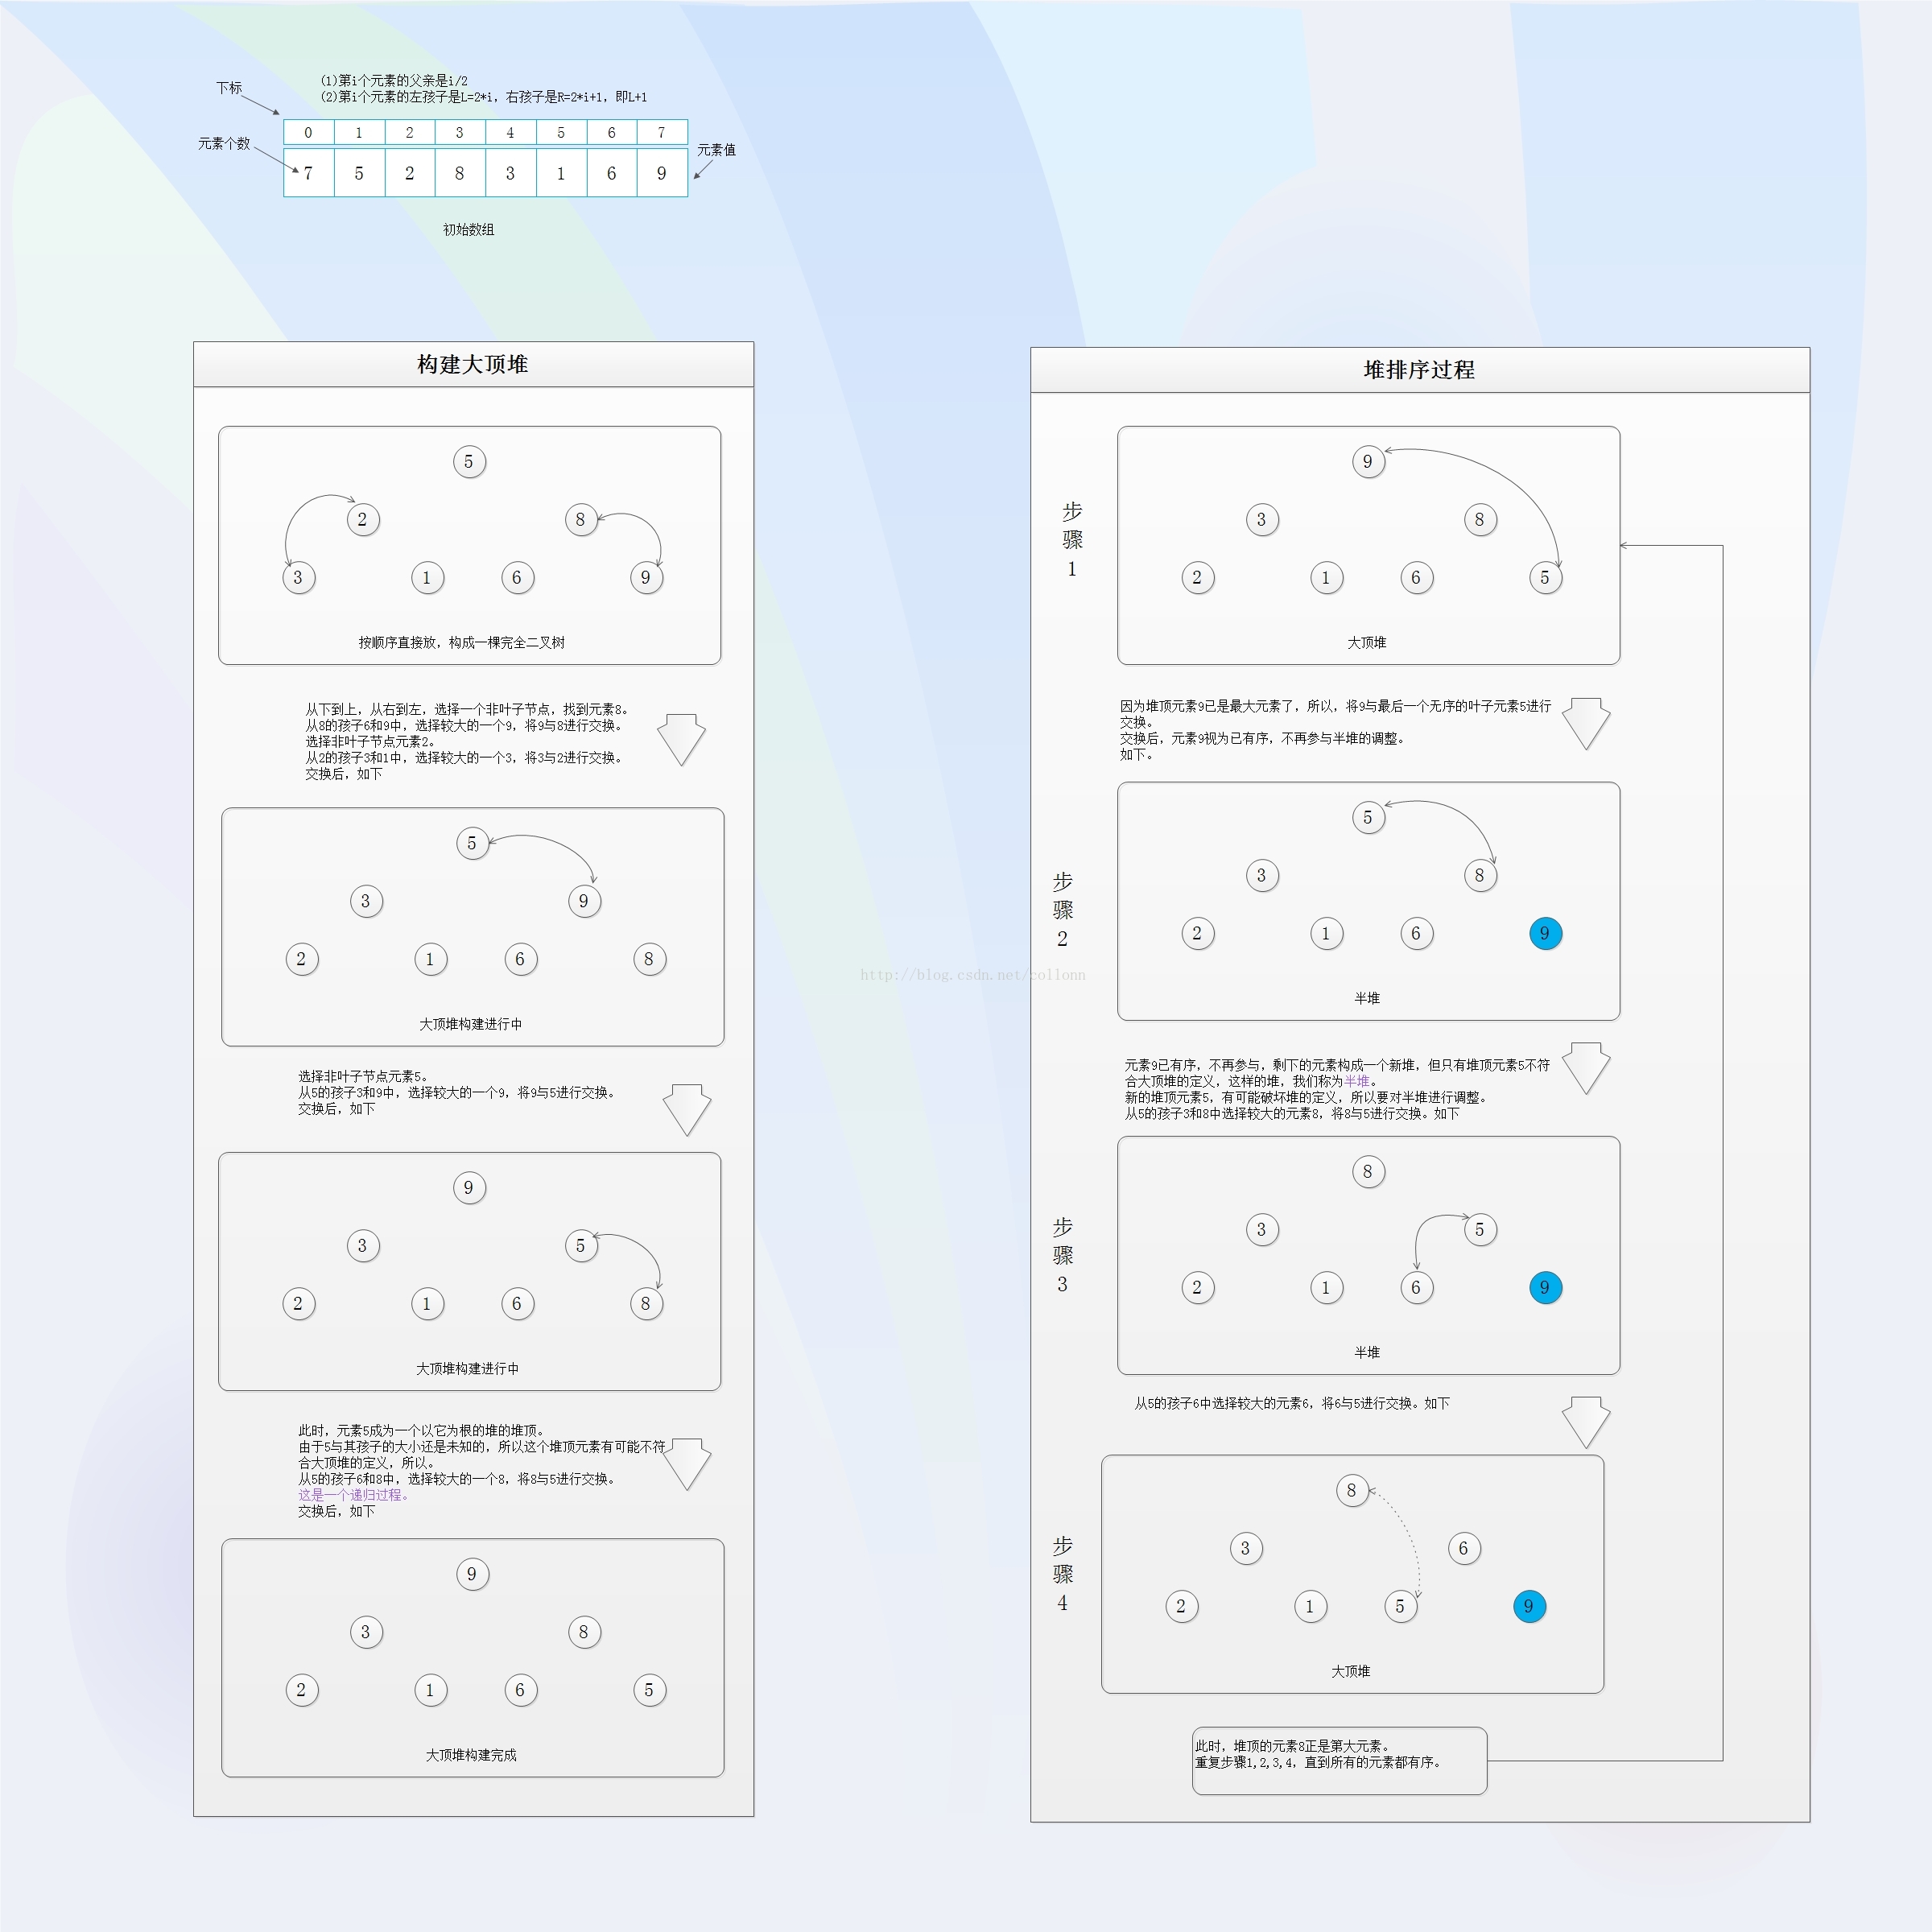 (1)第i个元素的父亲是i/2
(2)第i个元素的左孩子是L=2*i，右孩子是R=2*i+1，即L+1
下标
0 1 2 3 4 5 6 7
元素个数
元素值
7 5 2 8 3 1 6 9
初始数组
构建大顶堆
5
2 8
3 1 6 9
按顺序直接放，构成一棵完全二叉树
从下到上，从右到左，选择一个非叶子节点，找到元素8。
从8的孩子6和9中，选择较大的一个9，将9与8进行交换。
选择非叶子节点元素2。
从2的孩子3和1中，选择较大的一个3，将3与2进行交换。
交换后，如下
5
3 9
2 1 6 8
大顶堆构建进行中
选择非叶子节点元素5。
从5的孩子3和9中，选择较大的一个9，将9与5进行交换。
交换后，如下
9
3 5
2 1 6 8
大顶堆构建进行中
此时，元素5成为一个以它为根的堆的堆顶。
由于5与其孩子的大小还是未知的，所以这个堆顶元素有可能不符
合大顶堆的定义，所以。
从5的孩子6和8中，选择较大的一个8，将8与5进行交换。
这是一个递归过程。
交换后，如下
9
3 8
2 1 6 5
大顶堆构建完成
堆排序过程
步骤1
9
3 8
2 1 6 5
大顶堆
因为堆顶元素9已是最大元素了，所以，将9与最后一个无序的叶子元素5进行
交换。
交换后，元素9视为已有序，不再参与半堆的调整。
如下。
步骤2
5
3 8
2 1 6 9
半堆
元素9已有序，不再参与，剩下的元素构成一个新堆，但只有堆顶元素5不符
合大顶堆的定义，这样的堆，我们称为半堆。
新的堆顶元素5，有可能破坏堆的定义，所以要对半堆进行调整。
从5的孩子3和8中选择较大的元素8，将8与5进行交换。如下
步骤3
8
3 5
2 1 6 9
半堆
从5的孩子6中选择较大的元素6，将6与5进行交换。如下
步骤4
8
3 6
2 1 5 9
大顶堆
此时，堆顶的元素8正是第大元素。
重复步骤1,2,3,4，直到所有的元素都有序。
http://blog.csdn.net/collonn